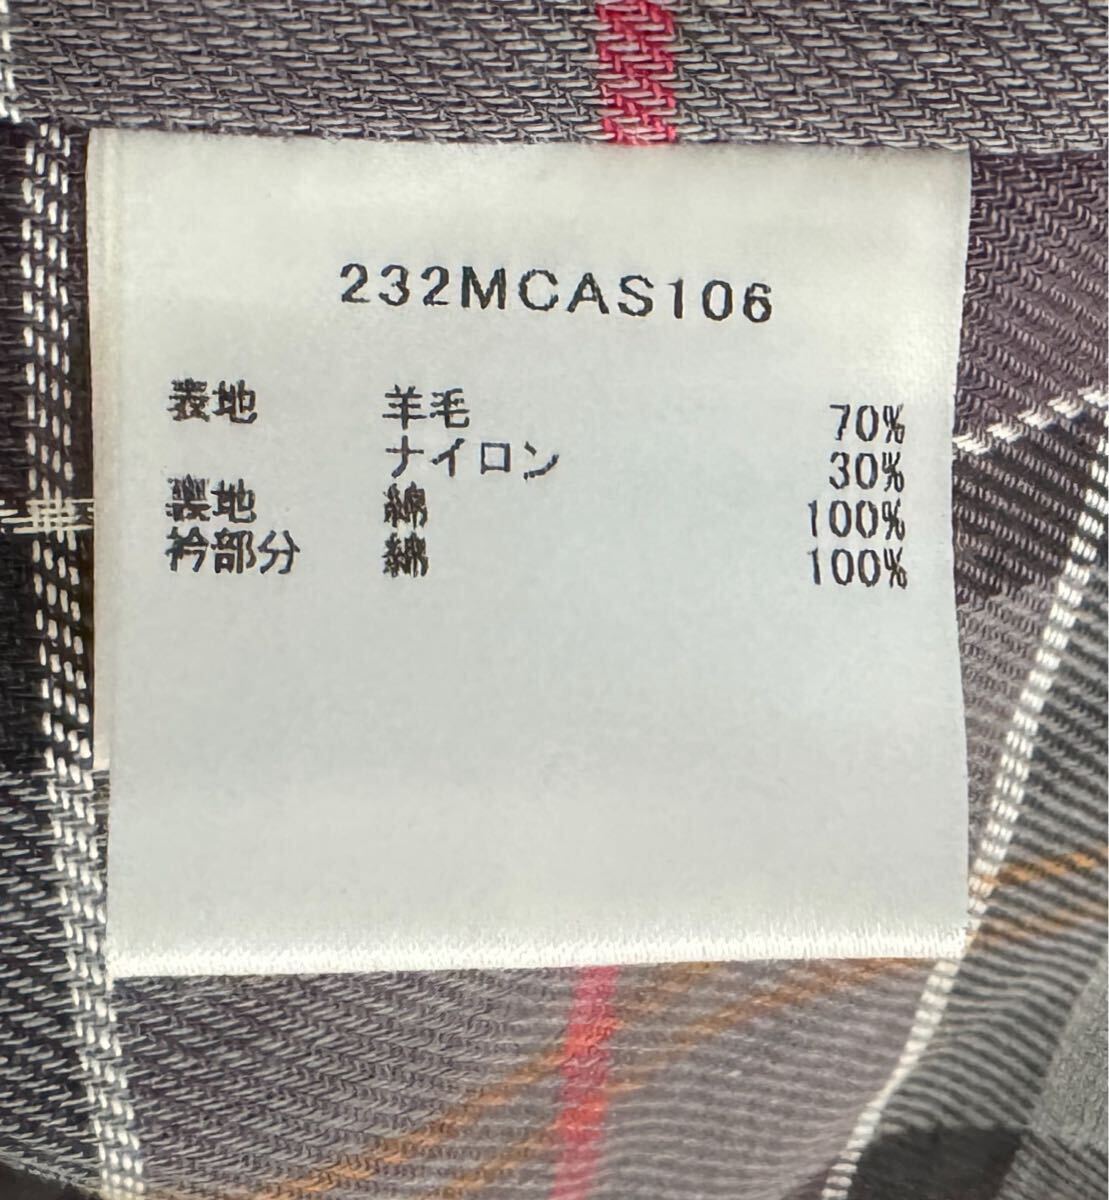 232MCAS106
表地 羊毛 70%
ナイロン 30%
裏地 綿 100%
衿部分 綿 100%